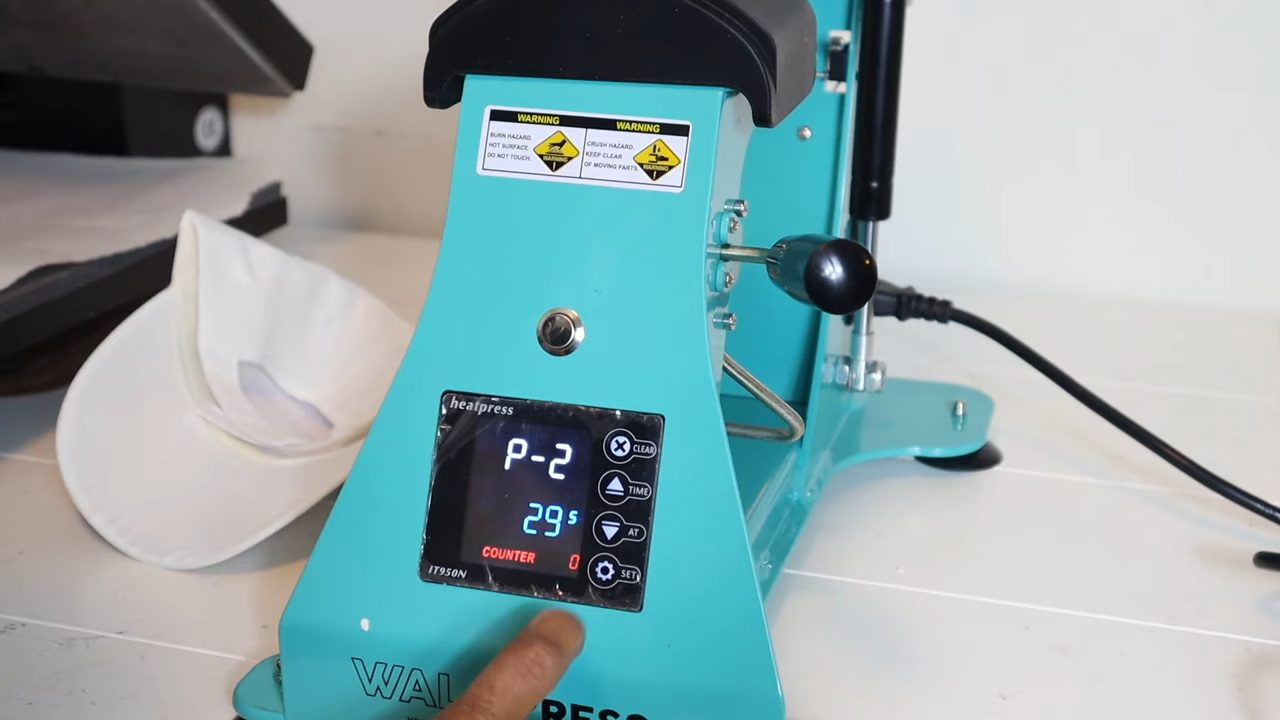 WARNING
BURN HAZARD.
HOT SURFACE.
DO NOT TOUCH.
WARNING
WARNING
CRUSH HAZARD.
KEEP CLEAR
OF MOVING PARTS.
WARNING
heatpress
P-2
29s
COUNTER 0
CLEAR
TIME
AT
SET
IT950N